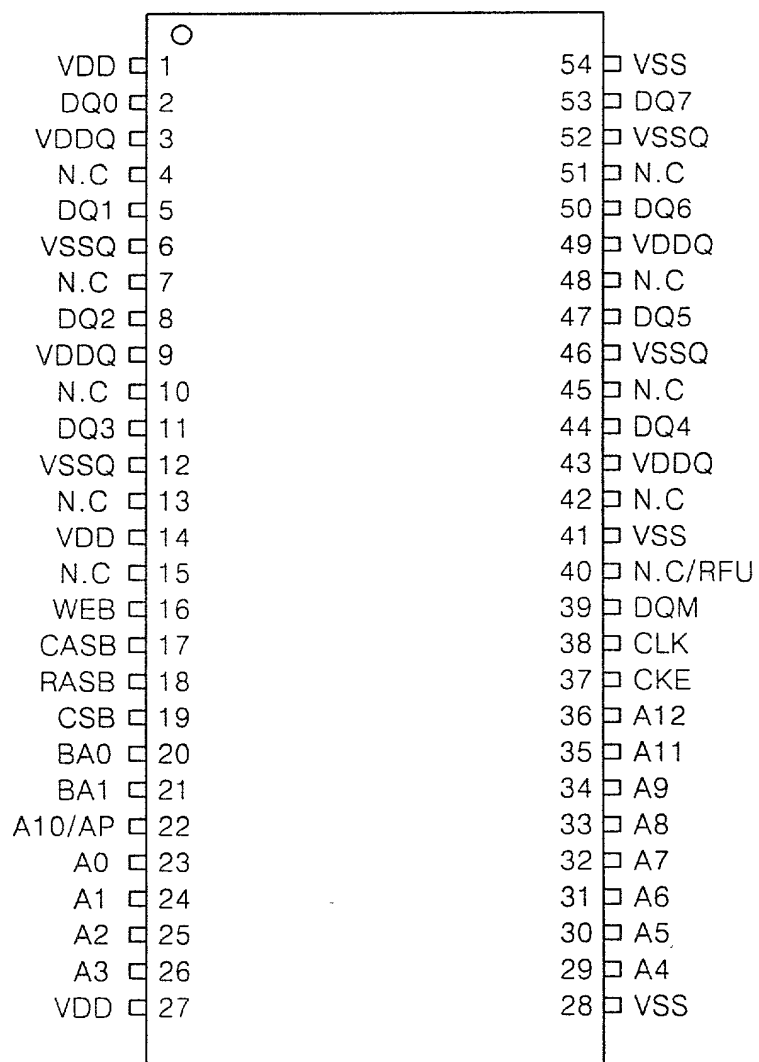 VDD 1 54 VSS
DQ0 2 53 DQ7
VDDQ 3 52 VSSQ
N.C 4 51 N.C
DQ1 5 50 DQ6
VSSQ 6 49 VDDQ
N.C 7 48 N.C
DQ2 8 47 DQ5
VDDQ 9 46 VSSQ
N.C 10 45 N.C
DQ3 11 44 DQ4
VSSQ 12 43 VDDQ
N.C 13 42 N.C
VDD 14 41 VSS
N.C 15 40 N.C/RFU
WEB 16 39 DQM
CASB 17 38 CLK
RASB 18 37 CKE
CSB 19 36 A12
BA0 20 35 A11
BA1 21 34 A9
A10/AP 22 33 A8
A0 23 32 A7
A1 24 31 A6
A2 25 30 A5
A3 26 29 A4
VDD 27 28 VSS